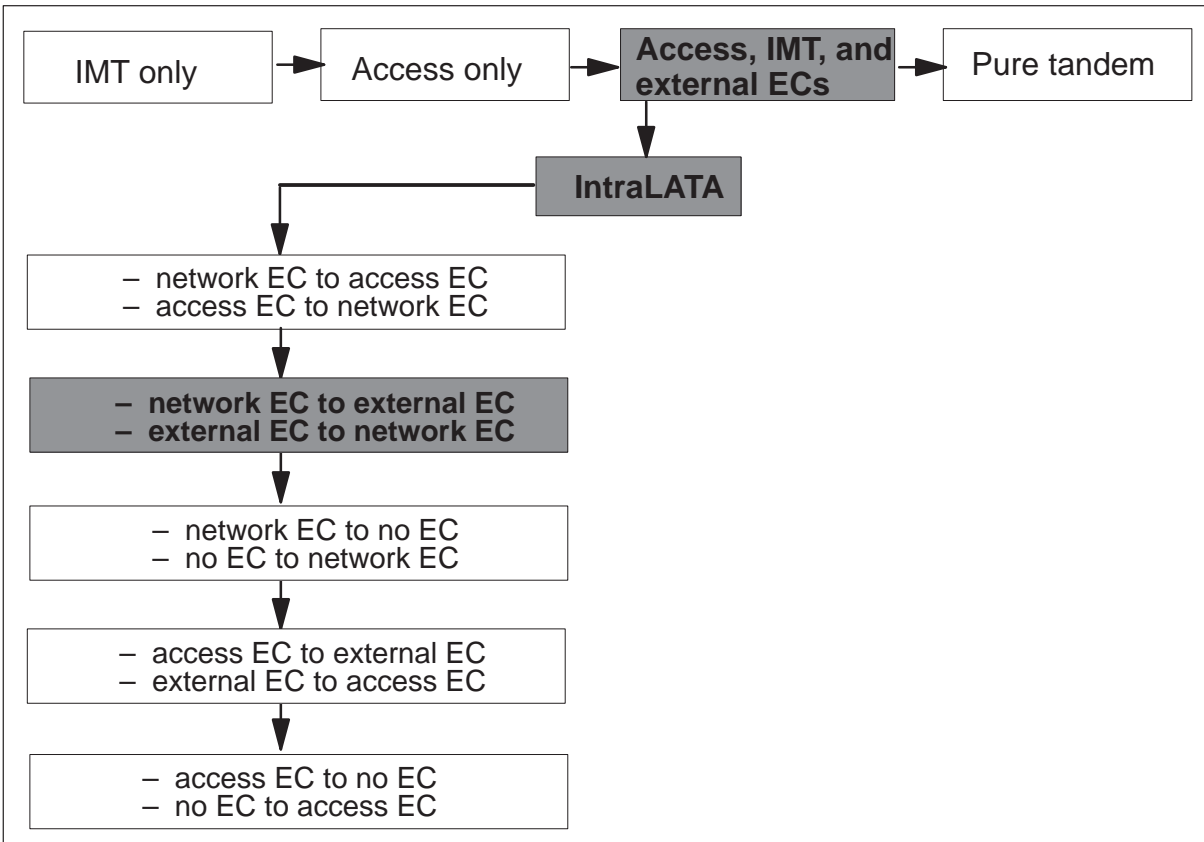 IMT only
Access only
Access, IMT, and
external ECs
Pure tandem
IntraLATA
– network EC to access EC
– access EC to network EC
– network EC to external EC
– external EC to network EC
– network EC to no EC
– no EC to network EC
– access EC to external EC
– external EC to access EC
– access EC to no EC
– no EC to access EC